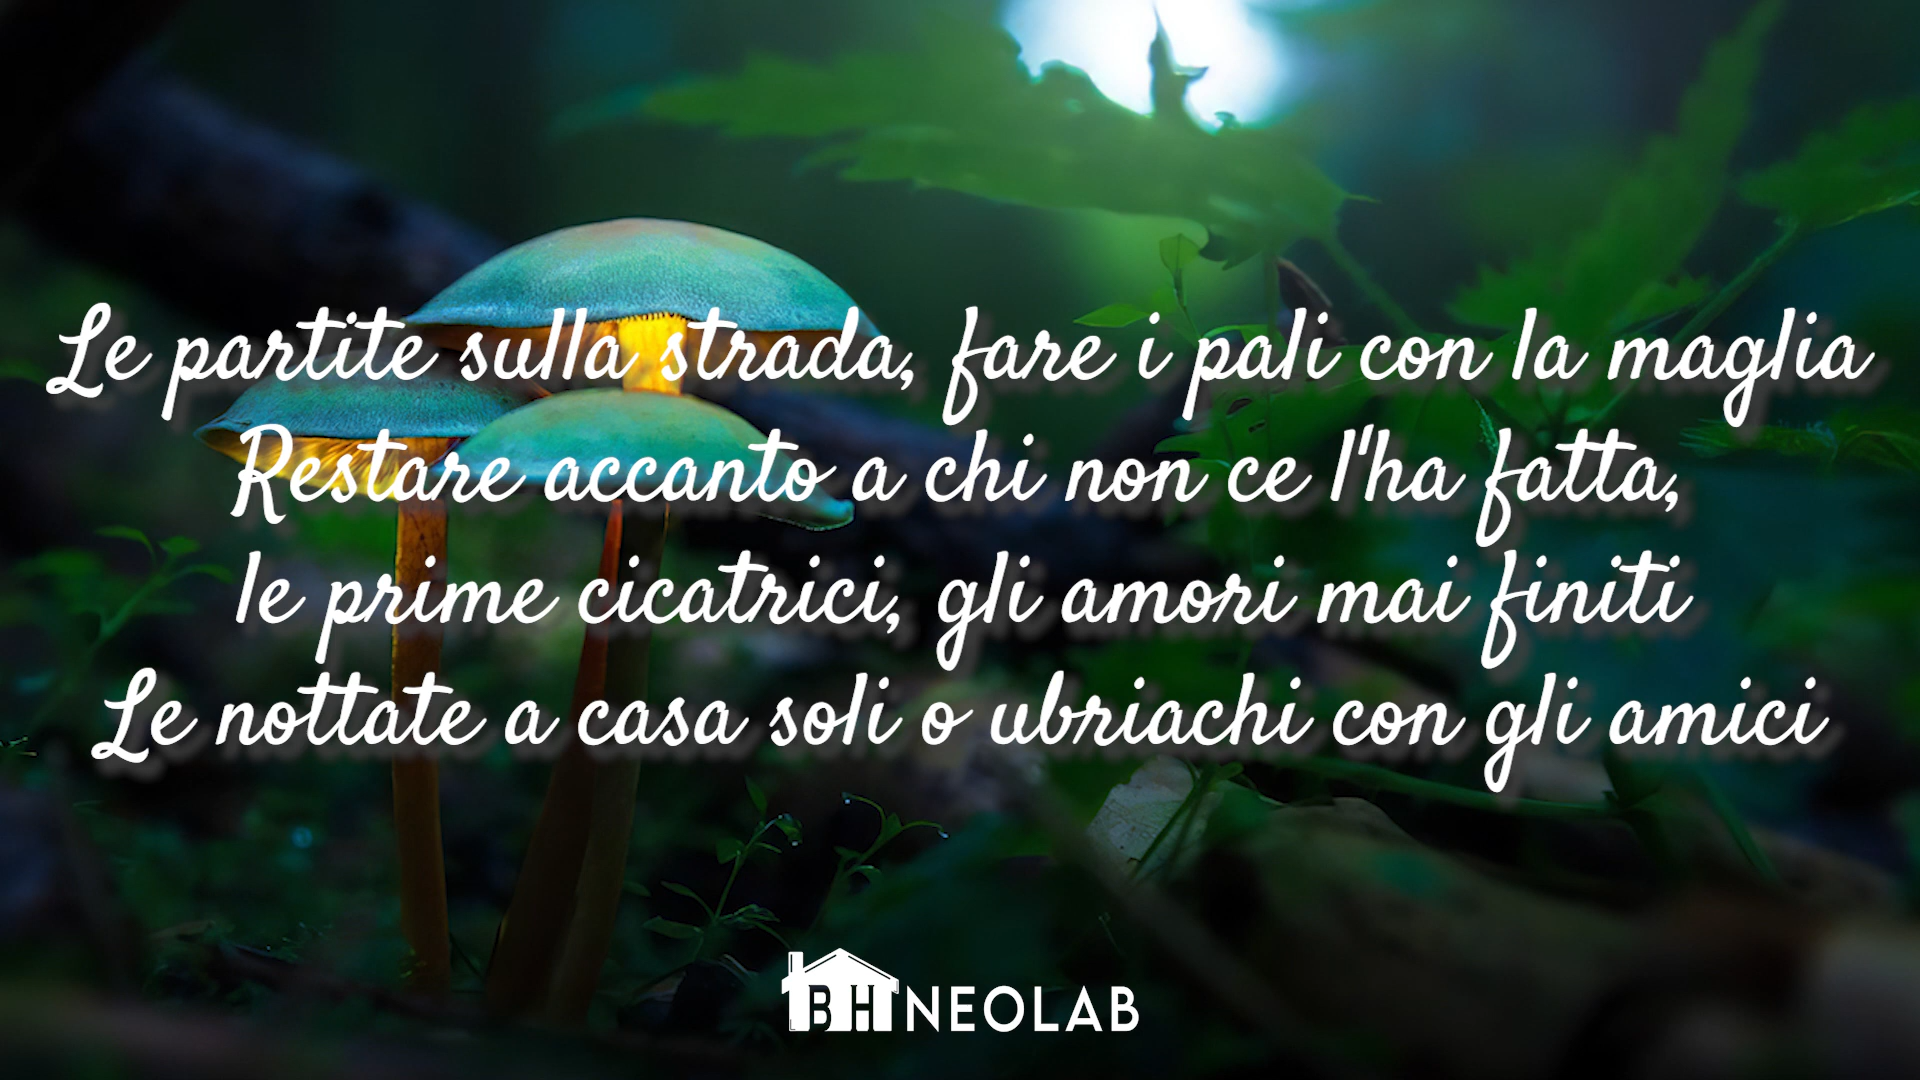 Le partite sulla strada, fare i pali con la maglia
Restare accanto a chi non ce l'ha fatta,
le prime cicatrici, gli amori mai finiti
Le nottate a casa soli o ubriachi con gli amici
BH NEOLAB